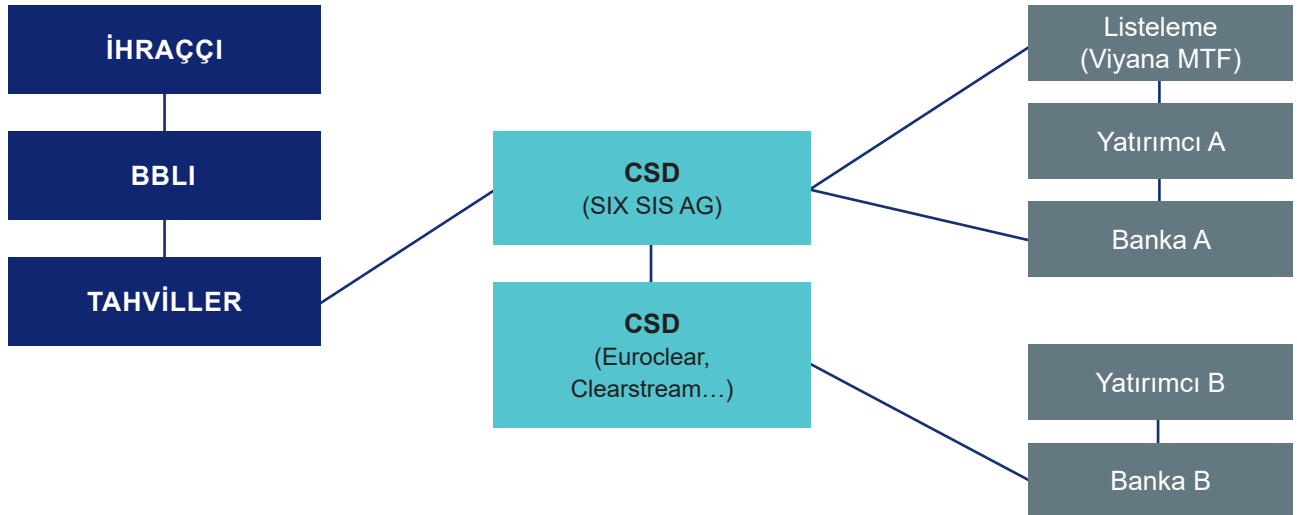 İHRAÇÇI
BBLI
TAHVİLLER
CSD
(SIX SIS AG)
CSD
(Euroclear,
Clearstream…)
Listeleme
(Viyana MTF)
Yatırımcı A
Banka A
Yatırımcı B
Banka B